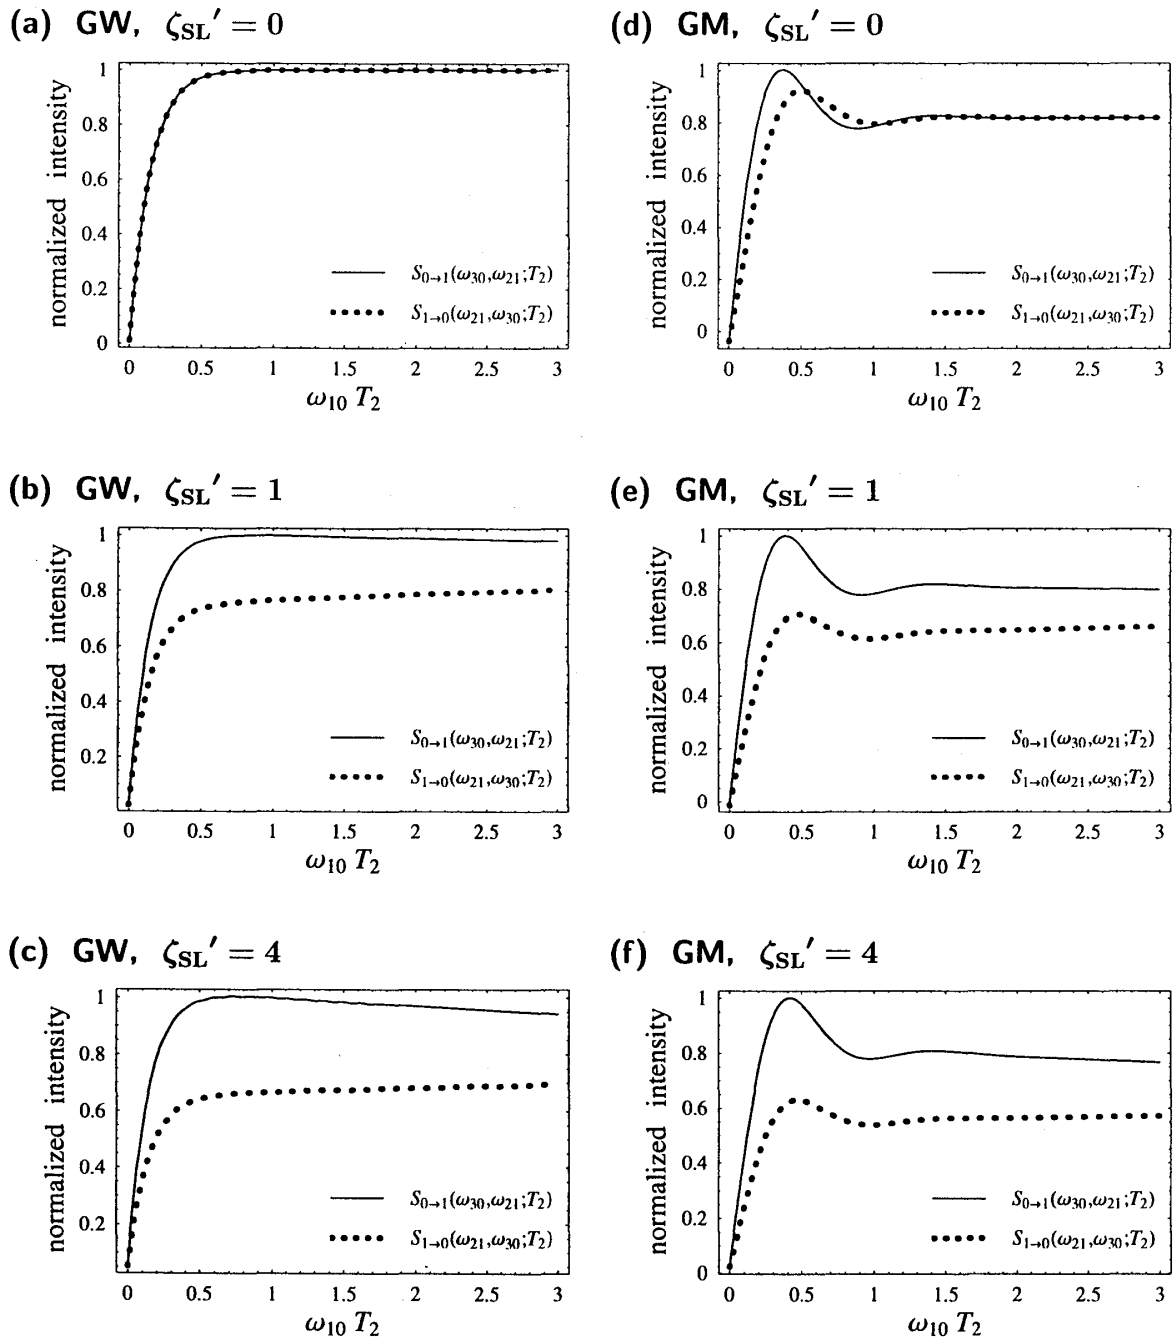 (a) GW, ζSL′ = 0
normalized intensity
1
0.8
0.6
0.4
0.2
0
S0→1(ω30,ω21;T2)
S1→0(ω21,ω30;T2)
0 0.5 1 1.5 2 2.5 3
ω10 T2
(d) GM, ζSL′ = 0
normalized intensity
1
0.8
0.6
0.4
0.2
0
S0→1(ω30,ω21;T2)
S1→0(ω21,ω30;T2)
0 0.5 1 1.5 2 2.5 3
ω10 T2
(b) GW, ζSL′ = 1
normalized intensity
1
0.8
0.6
0.4
0.2
S0→1(ω30,ω21;T2)
S1→0(ω21,ω30;T2)
0 0.5 1 1.5 2 2.5 3
ω10 T2
(e) GM, ζSL′ = 1
normalized intensity
1
0.8
0.6
0.4
0.2
0
S0→1(ω30,ω21;T2)
S1→0(ω21,ω30;T2)
0 0.5 1 1.5 2 2.5 3
ω10 T2
(c) GW, ζSL′ = 4
normalized intensity
1
0.8
0.6
0.4
0.2
S0→1(ω30,ω21;T2)
S1→0(ω21,ω30;T2)
0 0.5 1 1.5 2 2.5 3
ω10 T2
(f) GM, ζSL′ = 4
normalized intensity
1
0.8
0.6
0.4
0.2
0
S0→1(ω30,ω21;T2)
S1→0(ω21,ω30;T2)
0 0.5 1 1.5 2 2.5 3
ω10 T2